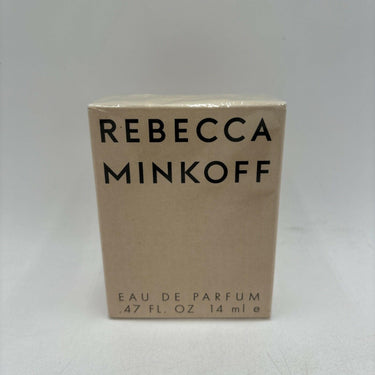 REBECCA
MINKOFF
EAU DE PARFUM
.47 FL. OZ 14 ml e